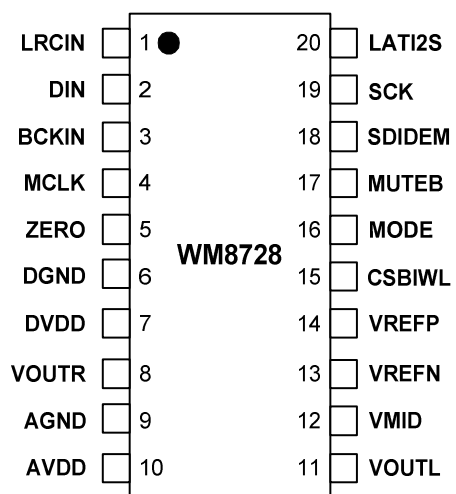 LRCIN 1 20 LATI2S
DIN 2 19 SCK
BCKIN 3 18 SDIDEM
MCLK 4 17 MUTEB
ZERO 5 16 MODE
WM8728
DGND 6 15 CSBIWL
DVDD 7 14 VREFP
VOUTR 8 13 VREFN
AGND 9 12 VMID
AVDD 10 11 VOUTL